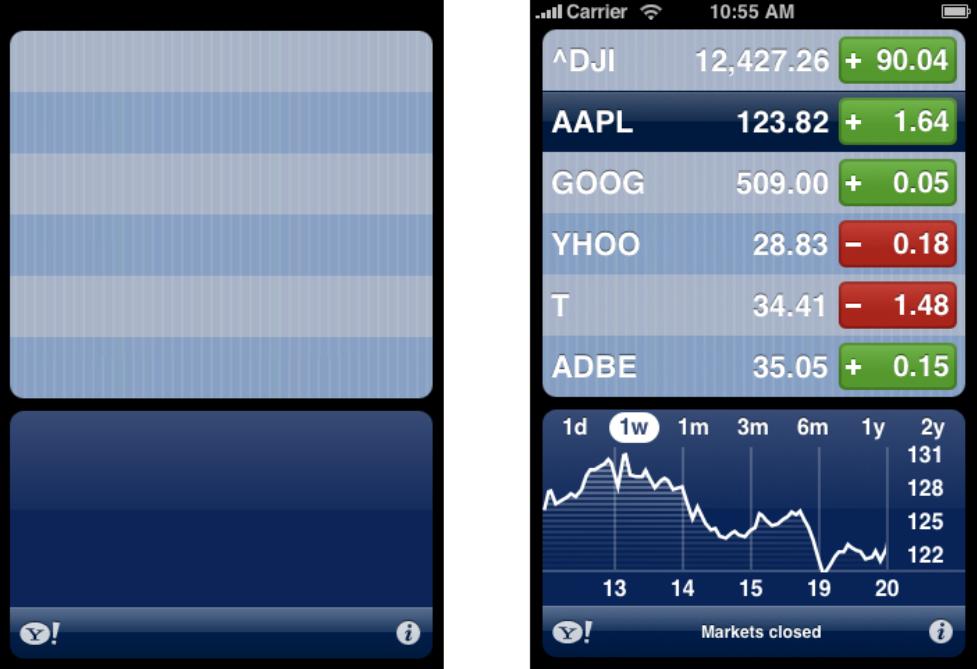 Carrier 10:55 AM
^DJI 12,427.26 + 90.04
AAPL 123.82 + 1.64
GOOG 509.00 + 0.05
YHOO 28.83 − 0.18
T 34.41 − 1.48
ADBE 35.05 + 0.15
1d 1w 1m 3m 6m 1y 2y
131
128
125
122
13 14 15 19 20
Y! i
Y! Markets closed i